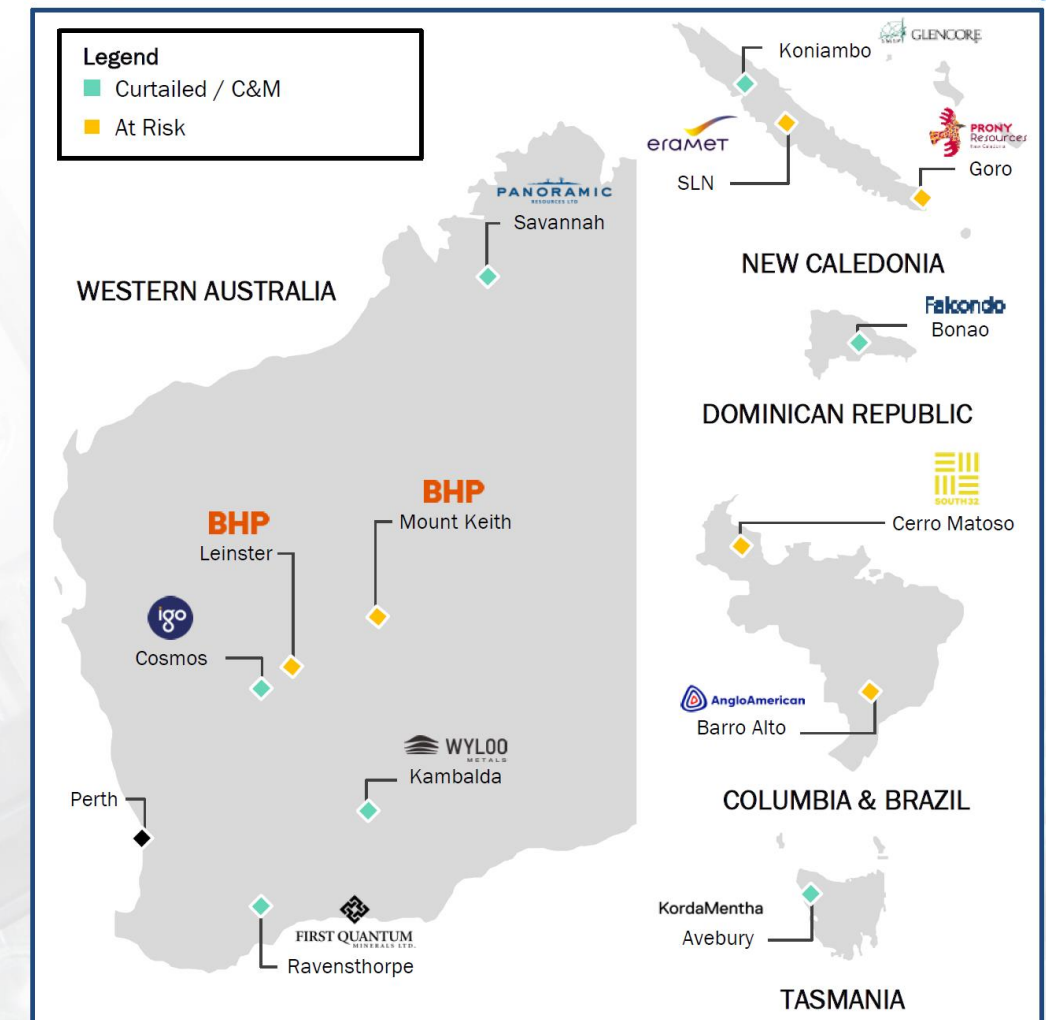 Legend
Curtailed / C&M
At Risk
WESTERN AUSTRALIA
PANORAMIC
RESOURCES LTD
Savannah
BHP
Mount Keith
BHP
Leinster
igo
Cosmos
WYLOO
METALS
Kambalda
Perth
FIRST QUANTUM
MINERALS LTD.
Ravensthorpe
GLENCORE
Koniambo
eramet
SLN
PRONY
Resources
New Caledonia
Goro
NEW CALEDONIA
Falcondo
Bonao
DOMINICAN REPUBLIC
SOUTH32
Cerro Matoso
AngloAmerican
Barro Alto
COLUMBIA & BRAZIL
KordaMentha
Avebury
TASMANIA